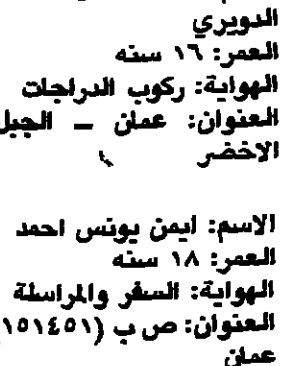 الدويري
العمر: ١٦ سنه
الهواية: ركوب الدراجات
العنوان: عمان ــ الجبل
الاخضر
الاسم: ايمن يونس احمد
العمر: ١٨ سنه
الهواية: السفر والمراسلة
العنوان: ص ب (١٥١٤٥١)
عمان